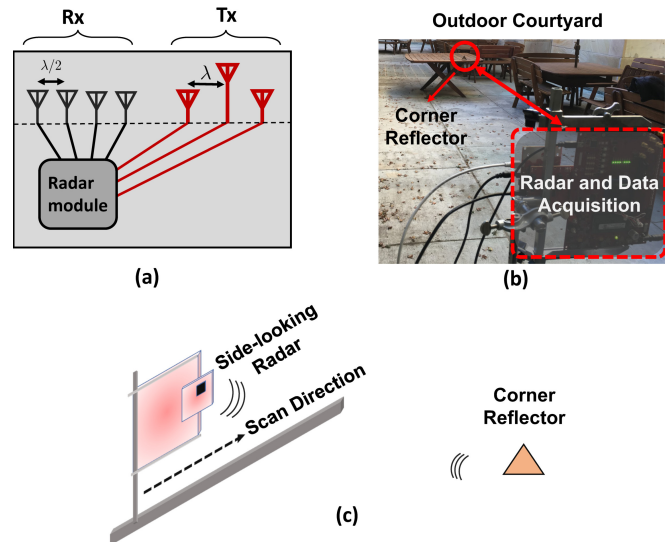 Rx
Tx
λ/2
λ
Radar
module
(a)
Outdoor Courtyard
Corner
Reflector
Radar and Data
Acquisition
(b)
Side-looking
Radar
Scan Direction
Corner
Reflector
(c)